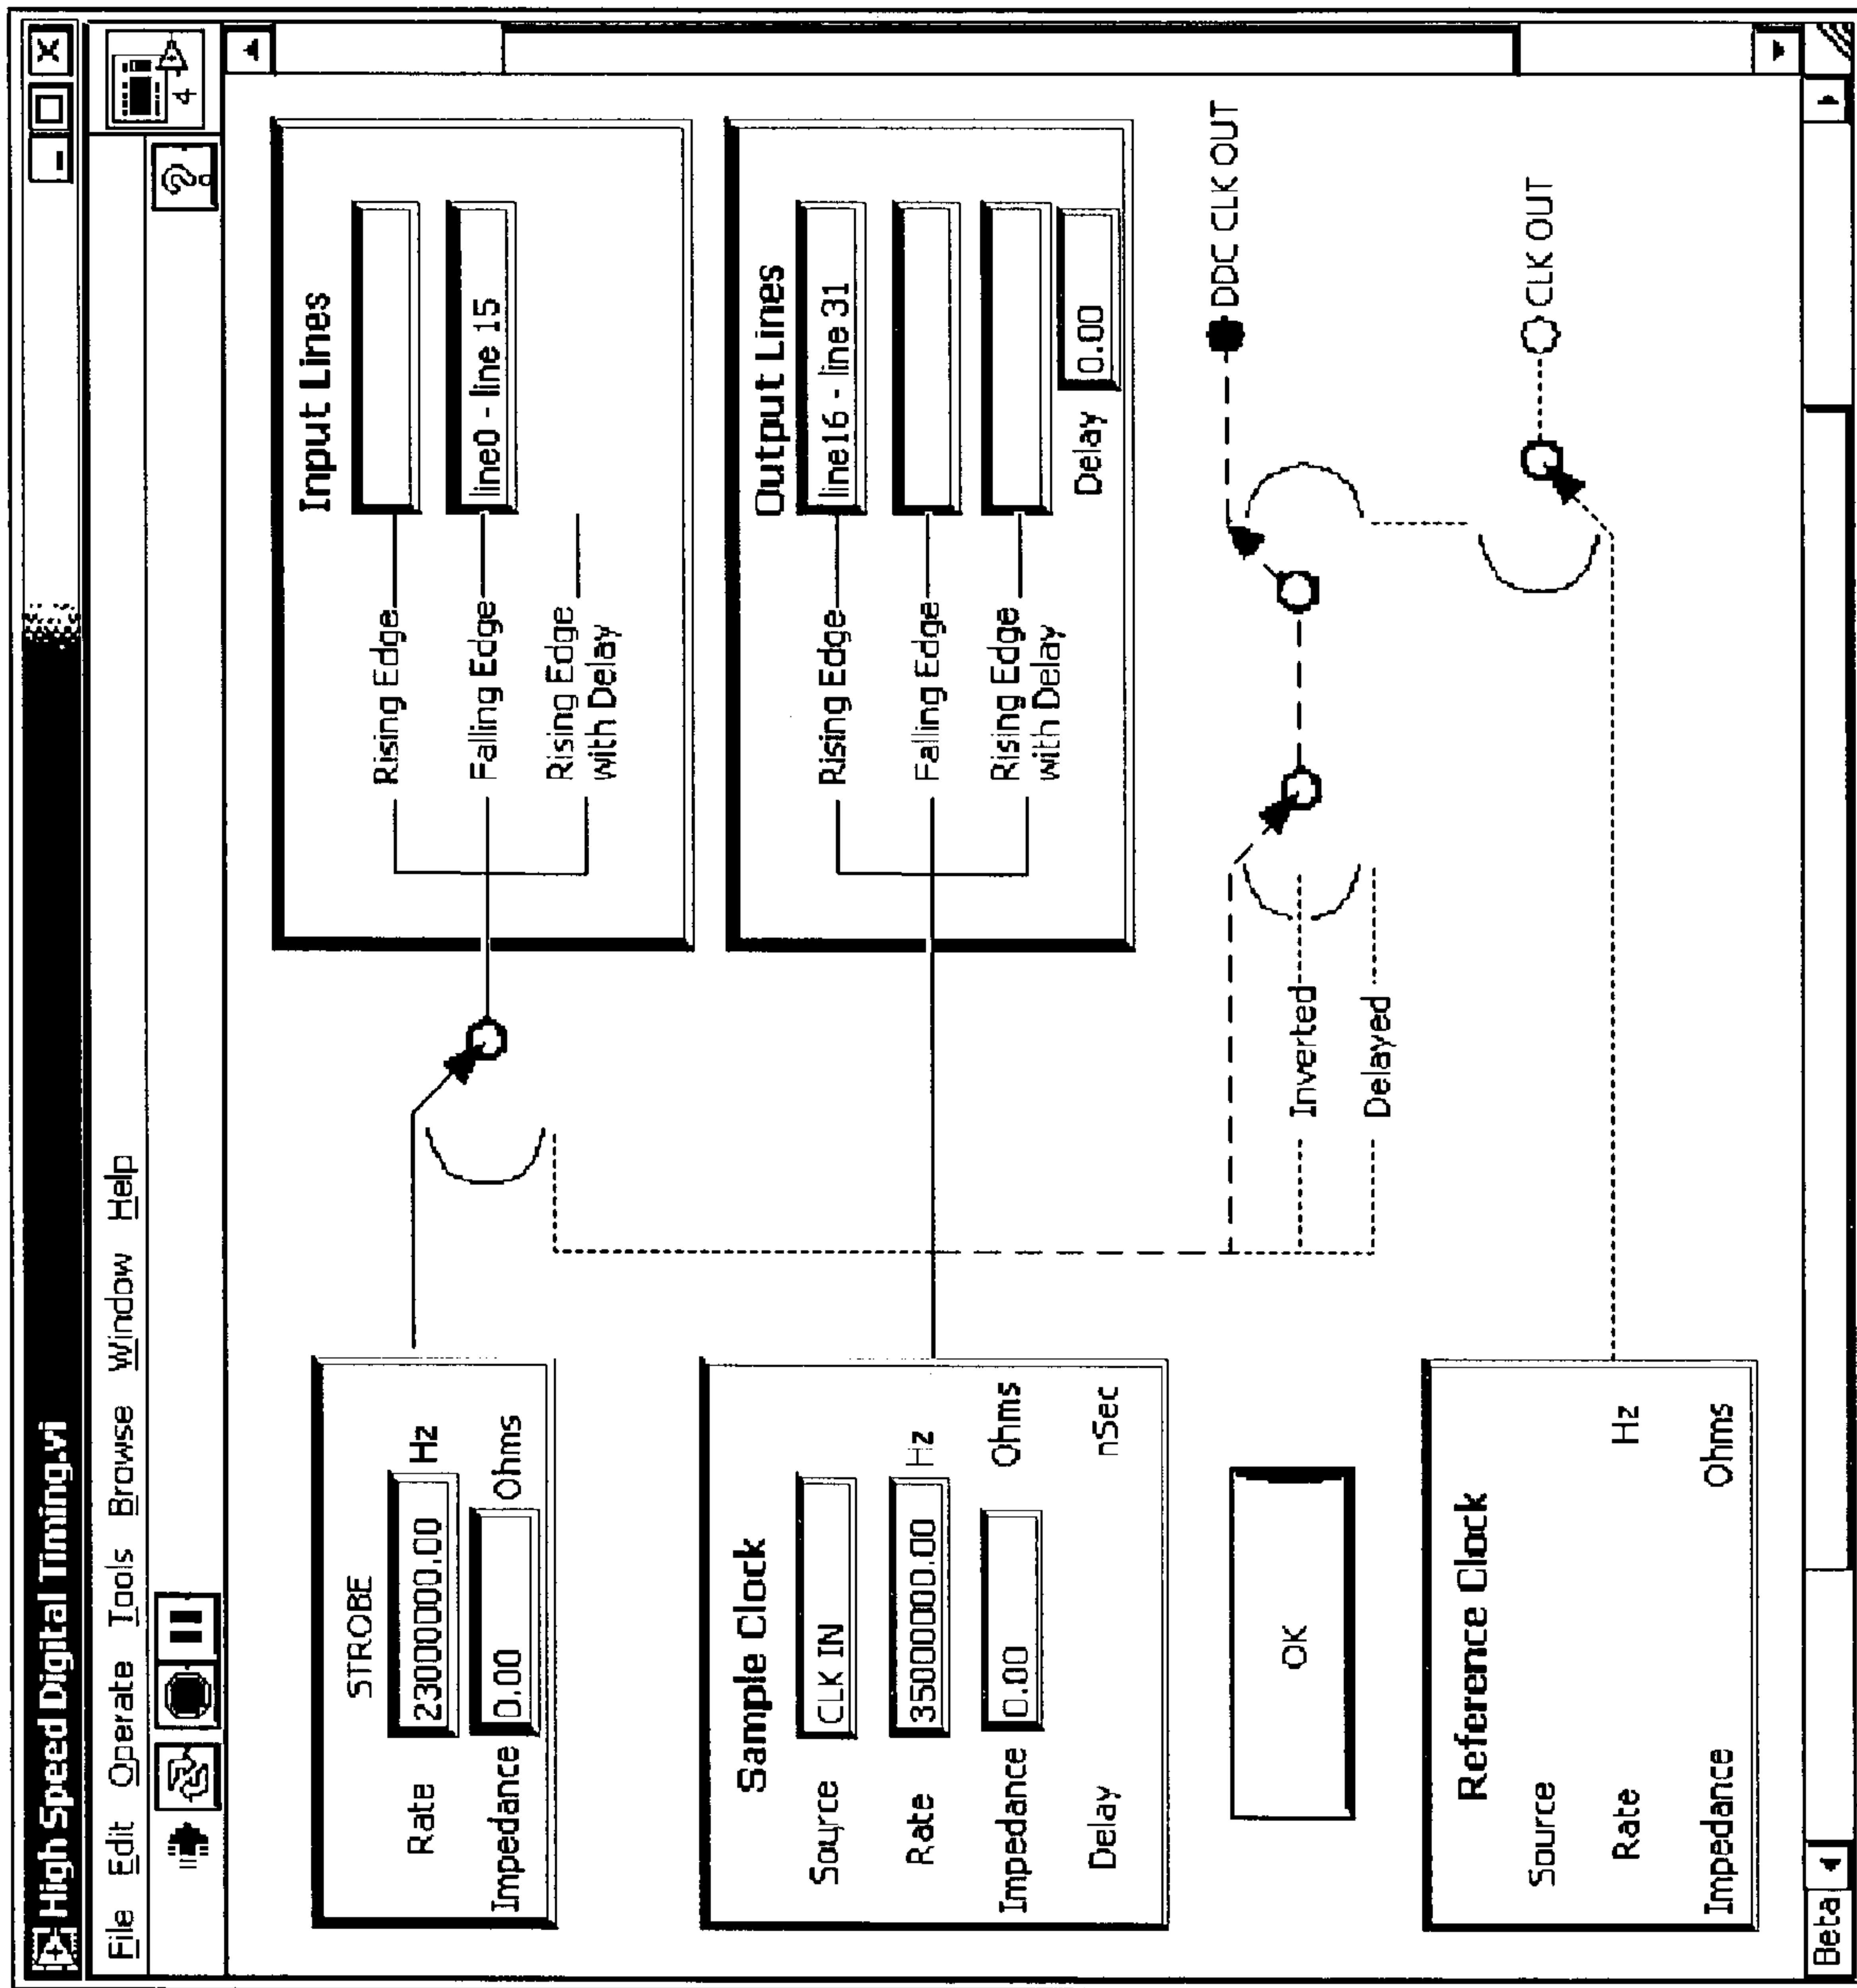 High Speed Digital Timing.vi
File Edit Operate Tools Browse Window Help
?
4
STROBE
Rate 23000000.00 Hz
Impedance 0.00 Ohms
Sample Clock
Source CLK IN
Rate 35000000.00 Hz
Impedance 0.00 Ohms
Delay nSec
OK
Reference Clock
Source
Rate Hz
Impedance Ohms
Input Lines
Rising Edge
Falling Edge line0 - line 15
Rising Edge
with Delay
Output Lines
Rising Edge line16 - line 31
Falling Edge
Rising Edge
with Delay
Delay 0.00
Inverted
Delayed
DDC CLK OUT
CLK OUT
Beta